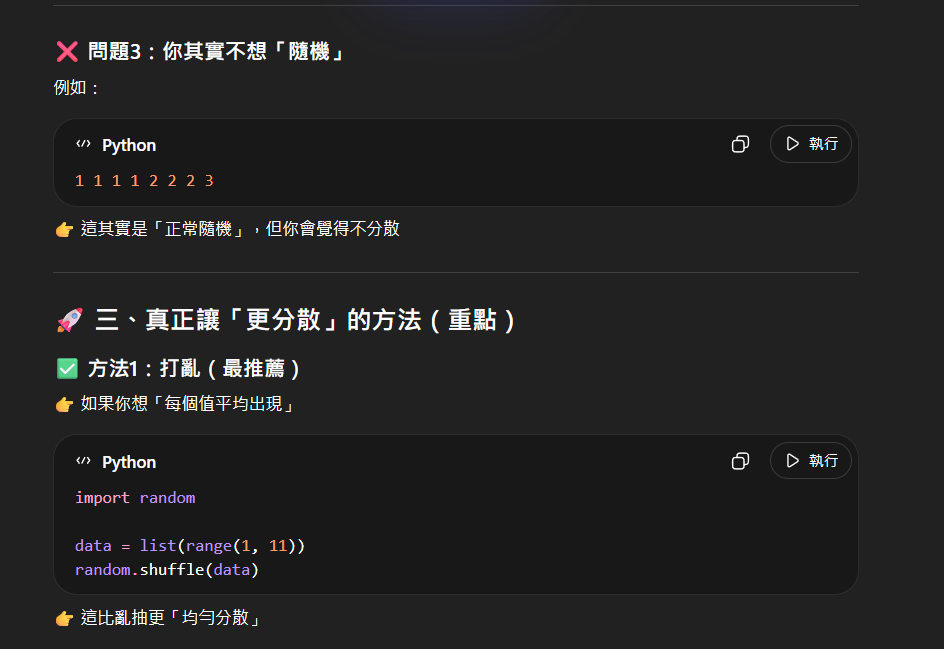 ❌ 問題3：你其實不想「隨機」
例如：
Python
執行
1 1 1 1 2 2 2 3
👉 這其實是「正常隨機」，但你會覺得不分散
🚀 三、真正讓「更分散」的方法（重點）
✅ 方法1：打亂（最推薦）
👉 如果你想「每個值平均出現」
Python
執行
import random
data = list(range(1, 11))
random.shuffle(data)
👉 這比亂抽更「均勻分散」